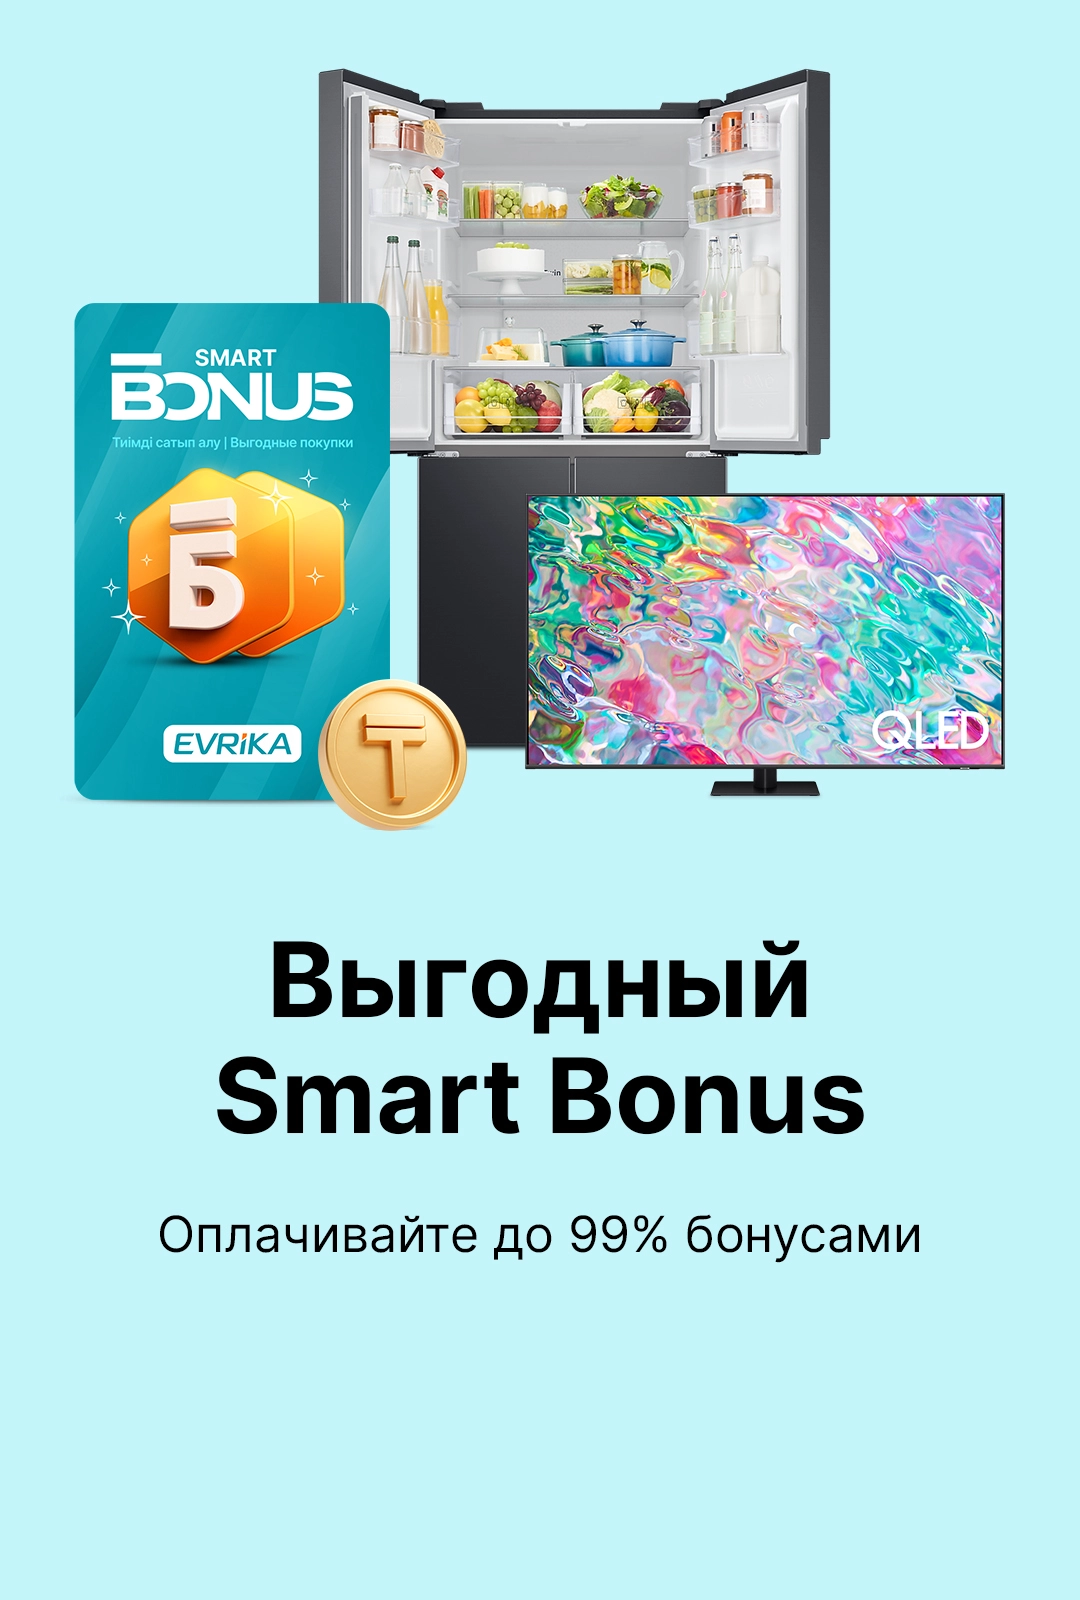 SMART
BONUS
Тиімді сатып алу | Выгодные покупки
Б
EVRIKA
QLED
Выгодный
Smart Bonus
Оплачивайте до 99% бонусами